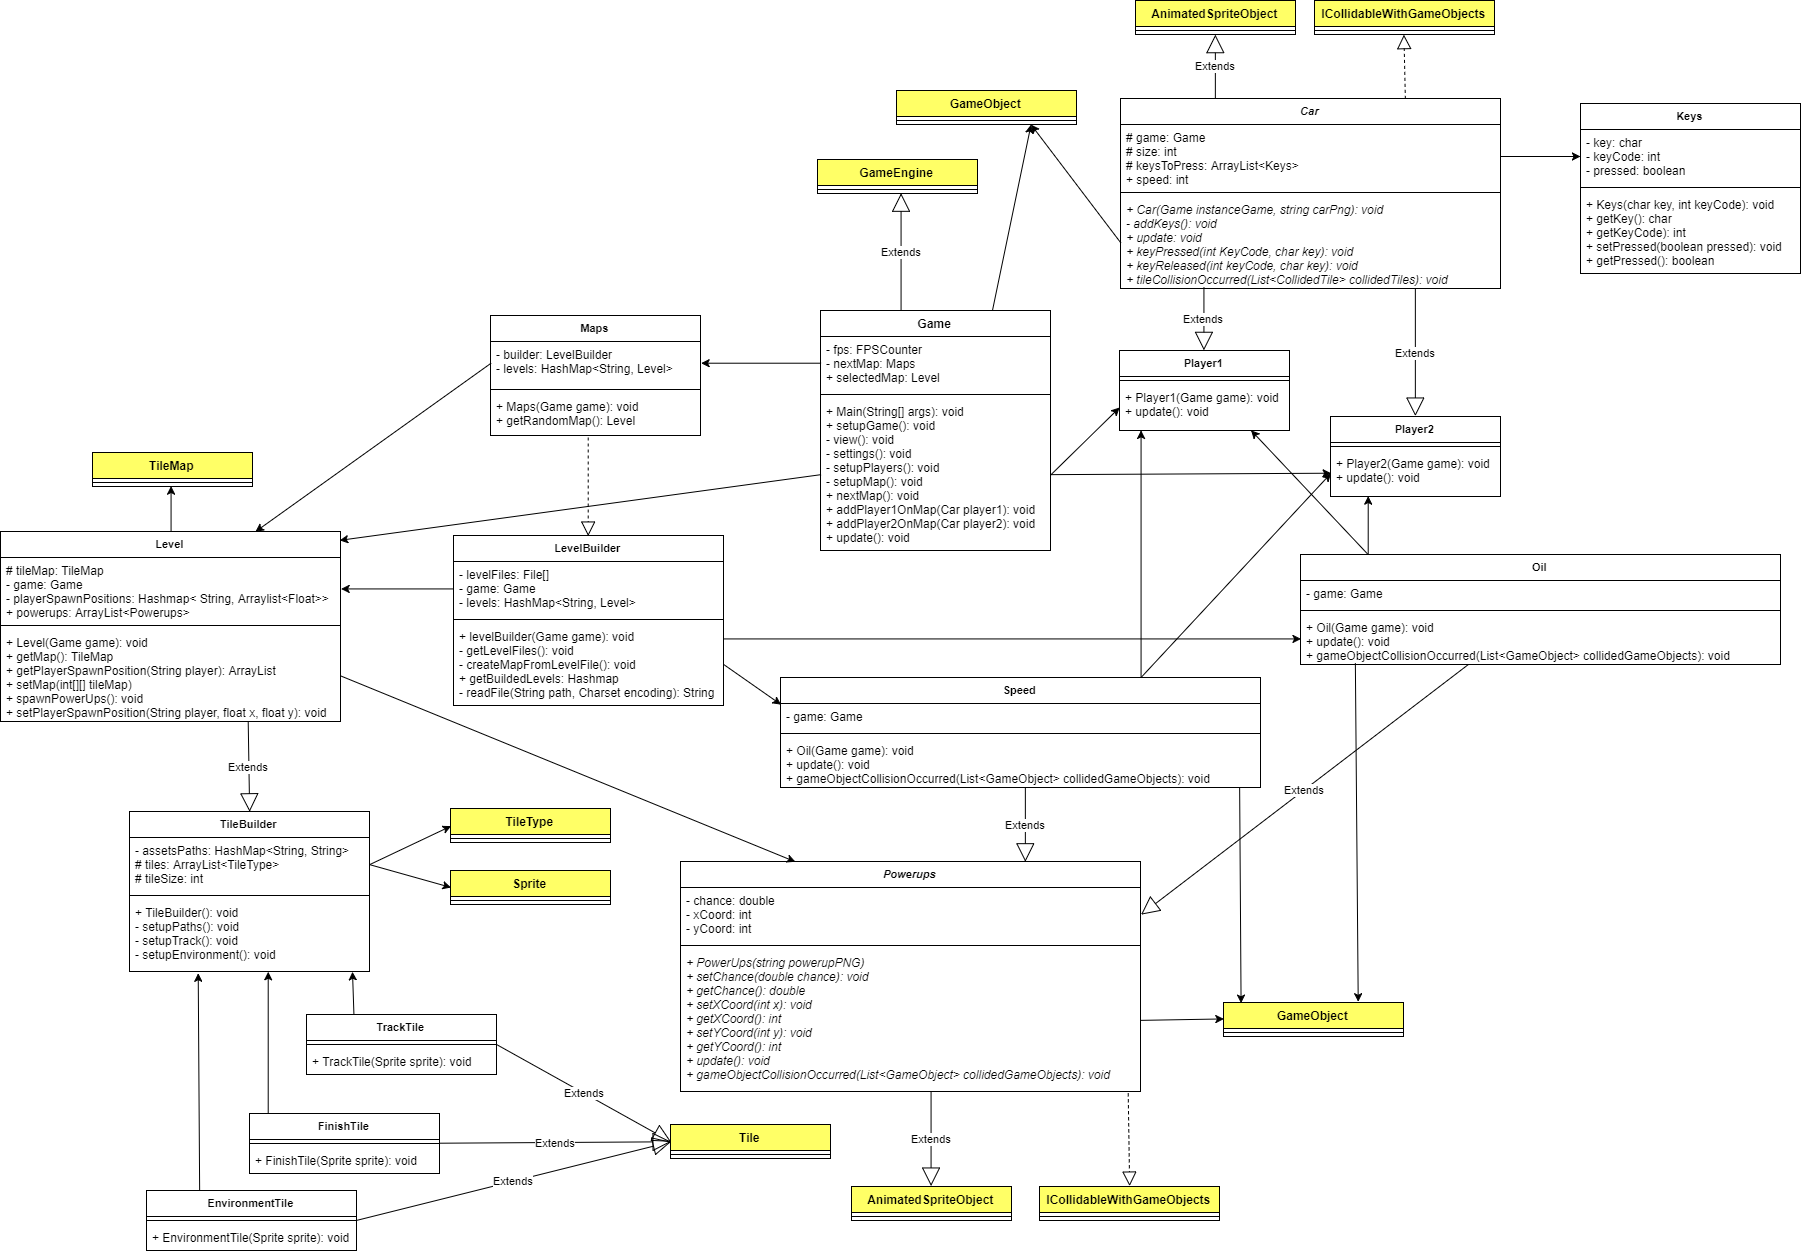 AnimatedSpriteObject
ICollidableWithGameObjects
Extends
GameObject
Car
# game: Game
# size: int
# keysToPress: ArrayList<Keys>
+ speed: int
+ Car(Game instanceGame, string carPng): void
- addKeys(): void
+ update: void
+ keyPressed(int KeyCode, char key): void
+ keyReleased(int keyCode, char key): void
+ tileCollisionOccurred(List<CollidedTile> collidedTiles): void
Keys
- key: char
- keyCode: int
- pressed: boolean
+ Keys(char key, int keyCode): void
+ getKey(): char
+ getKeyCode): int
+ setPressed(boolean pressed): void
+ getPressed(): boolean
GameEngine
Extends
Extends
Extends
Maps
- builder: LevelBuilder
- levels: HashMap<String, Level>
+ Maps(Game game): void
+ getRandomMap(): Level
Game
- fps: FPSCounter
- nextMap: Maps
+ selectedMap: Level
+ Main(String[] args): void
+ setupGame(): void
- view(): void
- settings(): void
- setupPlayers(): void
- setupMap(): void
+ nextMap(): void
+ addPlayer1OnMap(Car player1): void
+ addPlayer2OnMap(Car player2): void
+ update(): void
Player1
+ Player1(Game game): void
+ update(): void
Player2
+ Player2(Game game): void
+ update(): void
TileMap
Level
# tileMap: TileMap
- game: Game
- playerSpawnPositions: Hashmap< String, Arraylist<Float>>
+ powerups: ArrayList<Powerups>
+ Level(Game game): void
+ getMap(): TileMap
+ getPlayerSpawnPosition(String player): ArrayList
+ setMap(int[][] tileMap)
+ spawnPowerUps(): void
+ setPlayerSpawnPosition(String player, float x, float y): void
LevelBuilder
- levelFiles: File[]
- game: Game
- levels: HashMap<String, Level>
+ levelBuilder(Game game): void
- getLevelFiles(): void
- createMapFromLevelFile(): void
+ getBuildedLevels: Hashmap
- readFile(String path, Charset encoding): String
Oil
- game: Game
+ Oil(Game game): void
+ update(): void
+ gameObjectCollisionOccurred(List<GameObject> collidedGameObjects): void
Speed
- game: Game
+ Oil(Game game): void
+ update(): void
+ gameObjectCollisionOccurred(List<GameObject> collidedGameObjects): void
Extends
Extends
Extends
TileBuilder
- assetsPaths: HashMap<String, String>
# tiles: ArrayList<TileType>
# tileSize: int
+ TileBuilder(): void
- setupPaths(): void
- setupTrack(): void
- setupEnvironment(): void
TileType
Sprite
Powerups
- chance: double
- xCoord: int
- yCoord: int
+ PowerUps(string powerupPNG)
+ setChance(double chance): void
+ getChance(): double
+ setXCoord(int x): void
+ getXCoord(): int
+ setYCoord(int y): void
+ getYCoord(): int
+ update(): void
+ gameObjectCollisionOccurred(List<GameObject> collidedGameObjects): void
GameObject
TrackTile
+ TrackTile(Sprite sprite): void
Extends
FinishTile
+ FinishTile(Sprite sprite): void
Extends
Tile
Extends
EnvironmentTile
+ EnvironmentTile(Sprite sprite): void
Extends
AnimatedSpriteObject
ICollidableWithGameObjects